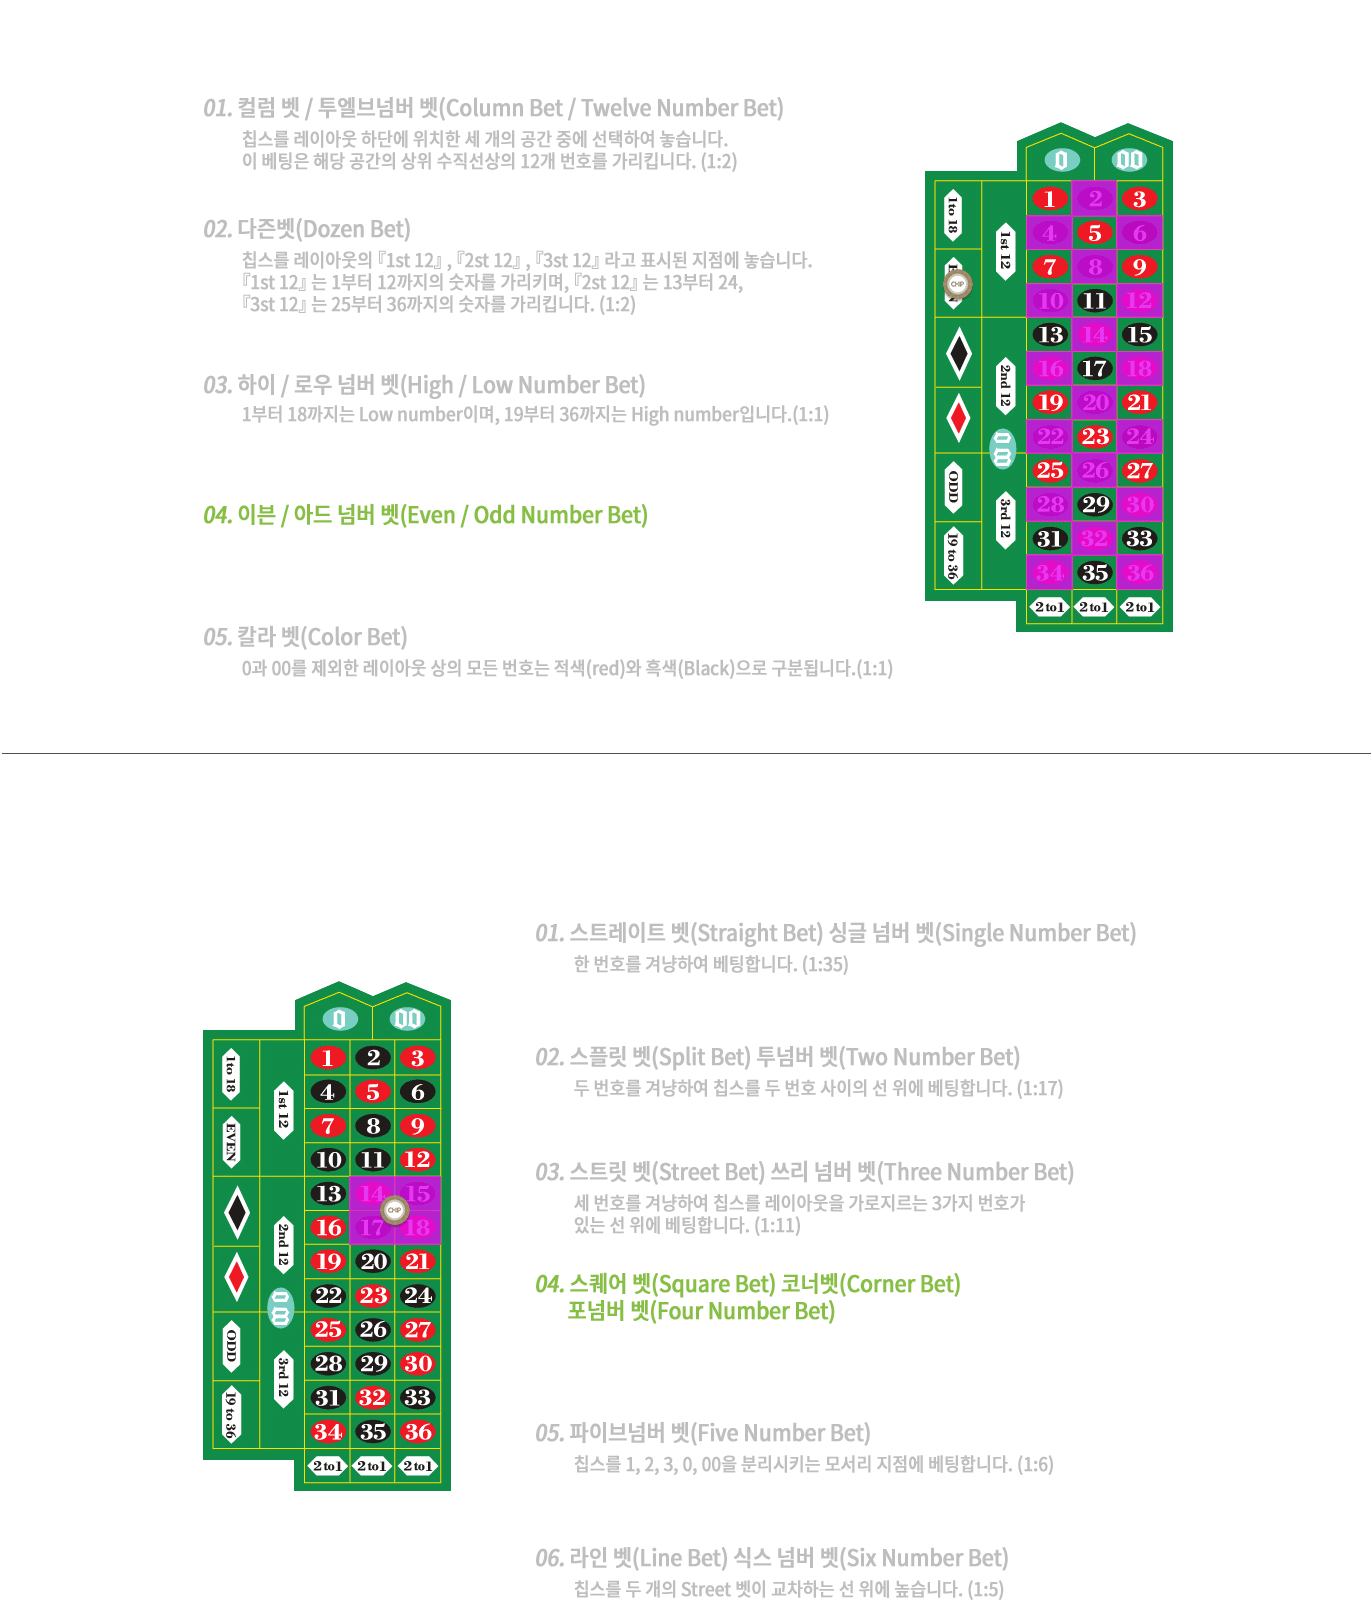 01. 컬럼 벳 / 투엘브넘버 벳(Column Bet / Twelve Number Bet)
칩스를 레이아웃 하단에 위치한 세 개의 공간 중에 선택하여 놓습니다.
이 베팅은 해당 공간의 상위 수직선상의 12개 번호를 가리킵니다. (1:2)
02. 다즌벳(Dozen Bet)
칩스를 레이아웃의 『1st 12』, 『2st 12』, 『3st 12』 라고 표시된 지점에 놓습니다.
『1st 12』 는 1부터 12까지의 숫자를 가리키며, 『2st 12』 는 13부터 24,
『3st 12』 는 25부터 36까지의 숫자를 가리킵니다. (1:2)
03. 하이 / 로우 넘버 벳(High / Low Number Bet)
1부터 18까지는 Low number이며, 19부터 36까지는 High number입니다.(1:1)
04. 이븐 / 아드 넘버 벳(Even / Odd Number Bet)
05. 칼라 벳(Color Bet)
0과 00를 제외한 레이아웃 상의 모든 번호는 적색(red)와 흑색(Black)으로 구분됩니다.(1:1)
0 00
1 to 18
1st 12
CHIP
2nd 12
00
ODD
3rd 12
19 to 36
1 2 3
4 5 6
7 8 9
10 11 12
13 14 15
16 17 18
19 20 21
22 23 24
25 26 27
28 29 30
31 32 33
34 35 36
2 to 1 2 to 1 2 to 1
01. 스트레이트 벳(Straight Bet) 싱글 넘버 벳(Single Number Bet)
한 번호를 겨냥하여 베팅합니다. (1:35)
02. 스플릿 벳(Split Bet) 투넘버 벳(Two Number Bet)
두 번호를 겨냥하여 칩스를 두 번호 사이의 선 위에 베팅합니다. (1:17)
03. 스트릿 벳(Street Bet) 쓰리 넘버 벳(Three Number Bet)
세 번호를 겨냥하여 칩스를 레이아웃을 가로지르는 3가지 번호가
있는 선 위에 베팅합니다. (1:11)
04. 스퀘어 벳(Square Bet) 코너벳(Corner Bet)
포넘버 벳(Four Number Bet)
05. 파이브넘버 벳(Five Number Bet)
칩스를 1, 2, 3, 0, 00을 분리시키는 모서리 지점에 베팅합니다. (1:6)
06. 라인 벳(Line Bet) 식스 넘버 벳(Six Number Bet)
칩스를 두 개의 Street 벳이 교차하는 선 위에 높습니다. (1:5)
0 00
1 to 18
EVEN
1st 12
2nd 12
00
ODD
3rd 12
19 to 36
1 2 3
4 5 6
7 8 9
10 11 12
13 14 15
CHIP
16 17 18
19 20 21
22 23 24
25 26 27
28 29 30
31 32 33
34 35 36
2 to 1 2 to 1 2 to 1